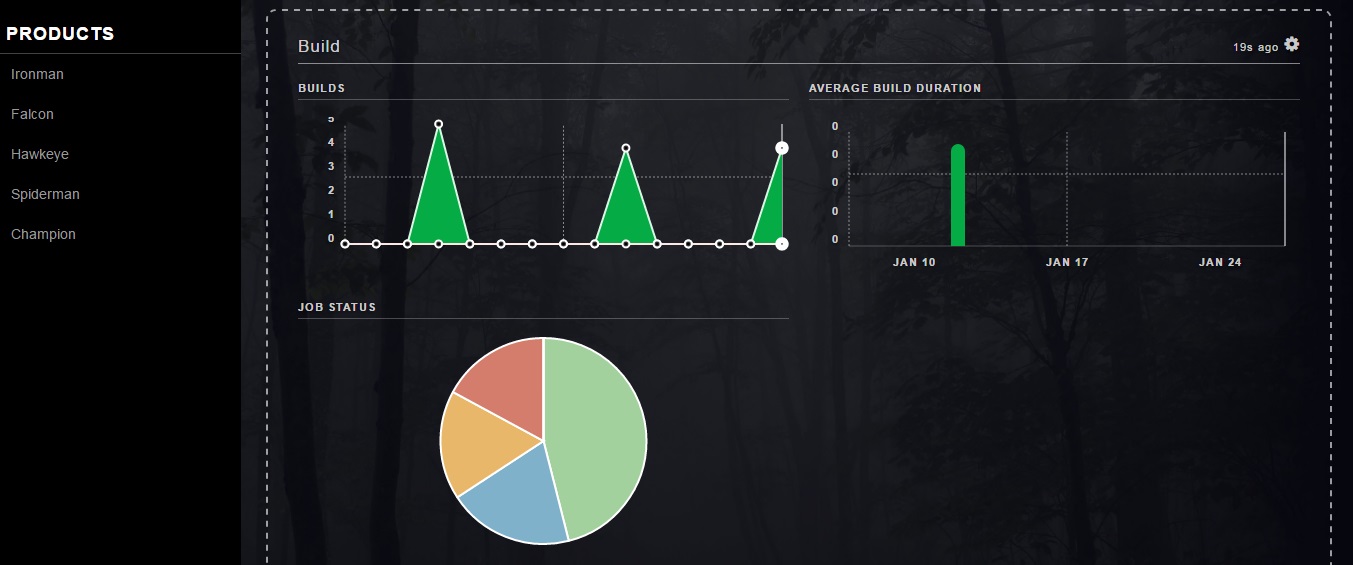 PRODUCTS
Ironman
Falcon
Hawkeye
Spiderman
Champion
Build
19s ago
BUILDS
5
4
3
2
1
0
AVERAGE BUILD DURATION
0
0
0
0
0
JAN 10 JAN 17 JAN 24
JOB STATUS